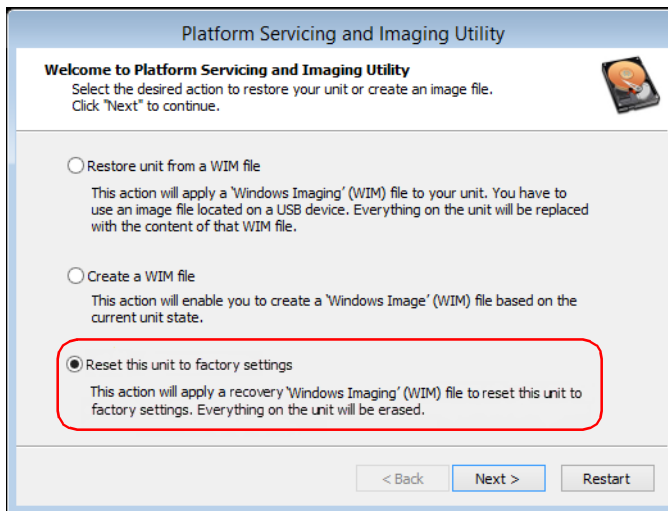 Platform Servicing and Imaging Utility
Welcome to Platform Servicing and Imaging Utility
Select the desired action to restore your unit or create an image file.
Click "Next" to continue.
Restore unit from a WIM file
This action will apply a 'Windows Imaging' (WIM) file to your unit. You have to
use an image file located on a USB device. Everything on the unit will be replaced
with the content of that WIM file.
Create a WIM file
This action will enable you to create a 'Windows Image' (WIM) file based on the
current unit state.
Reset this unit to factory settings
This action will apply a recovery 'Windows Imaging' (WIM) file to reset this unit to
factory settings. Everything on the unit will be erased.
< Back Next > Restart